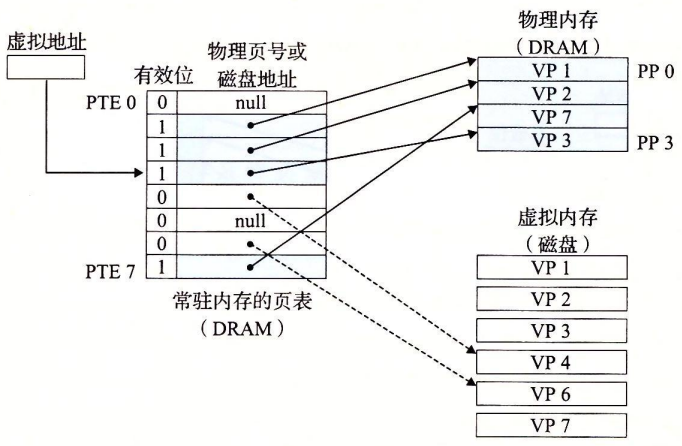 虚拟地址
有效位
物理页号或
磁盘地址
PTE 0
0
null
1
1
1
0
0
null
0
PTE 7
1
常驻内存的页表
（DRAM）
物理内存
（DRAM）
VP 1
PP 0
VP 2
VP 7
VP 3
PP 3
虚拟内存
（磁盘）
VP 1
VP 2
VP 3
VP 4
VP 6
VP 7